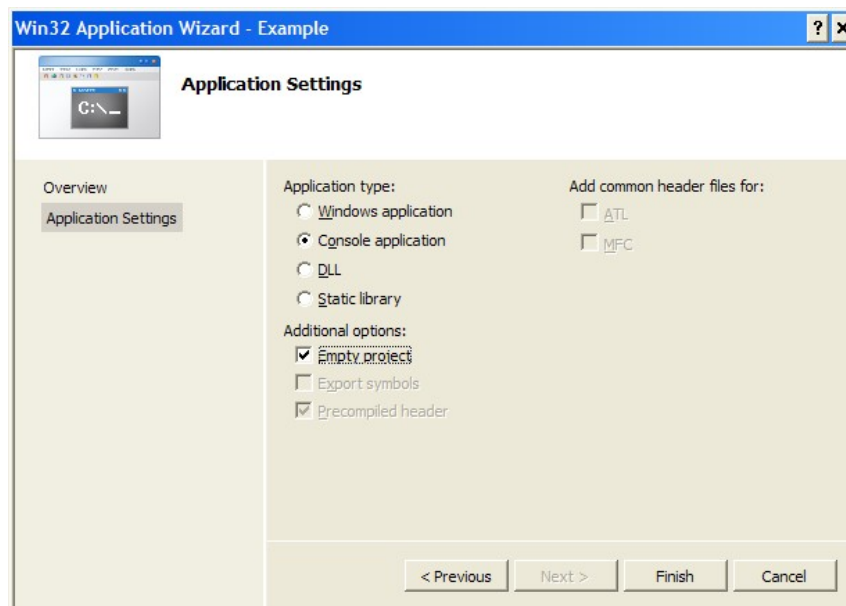 Win32 Application Wizard - Example
C:\_
Application Settings
Overview
Application Settings
Application type:
Windows application
Console application
DLL
Static library
Additional options:
Empty project
Export symbols
Precompiled header
Add common header files for:
ATL
MFC
< Previous
Next >
Finish
Cancel